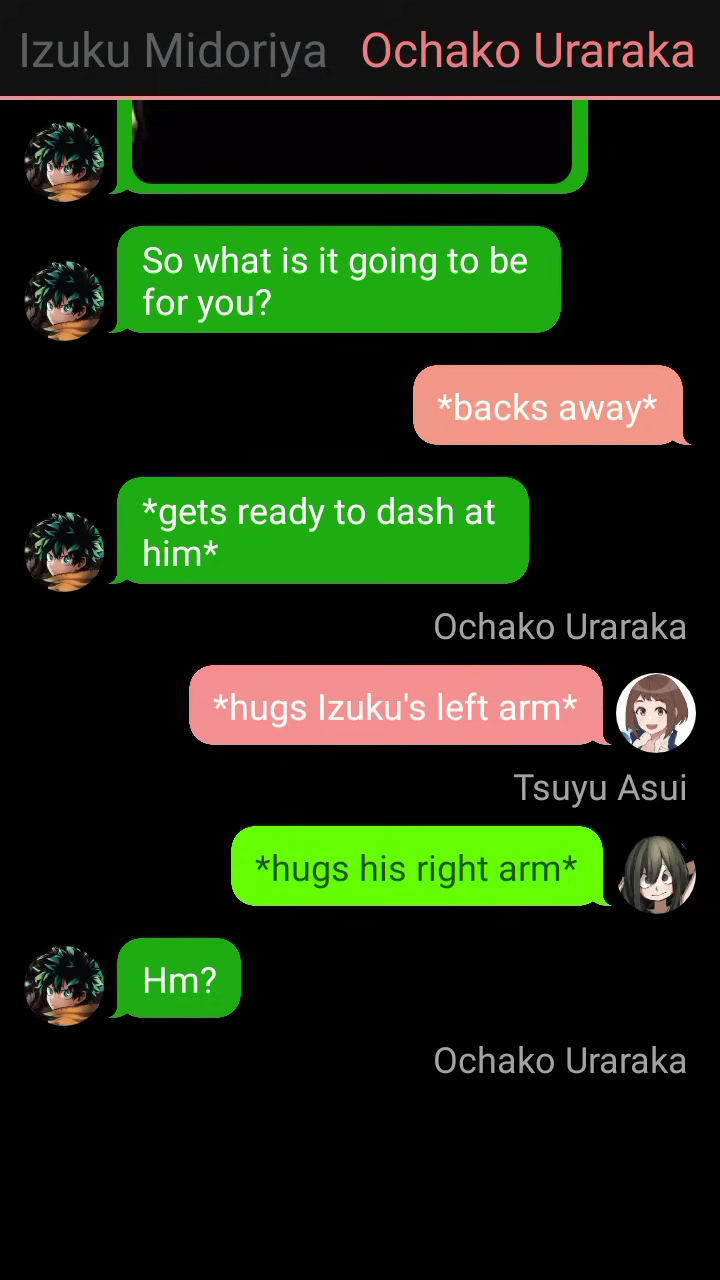 Izuku Midoriya Ochako Uraraka
So what is it going to be
for you?
*backs away*
*gets ready to dash at
him*
Ochako Uraraka
*hugs Izuku's left arm*
Tsuyu Asui
*hugs his right arm*
Hm?
Ochako Uraraka